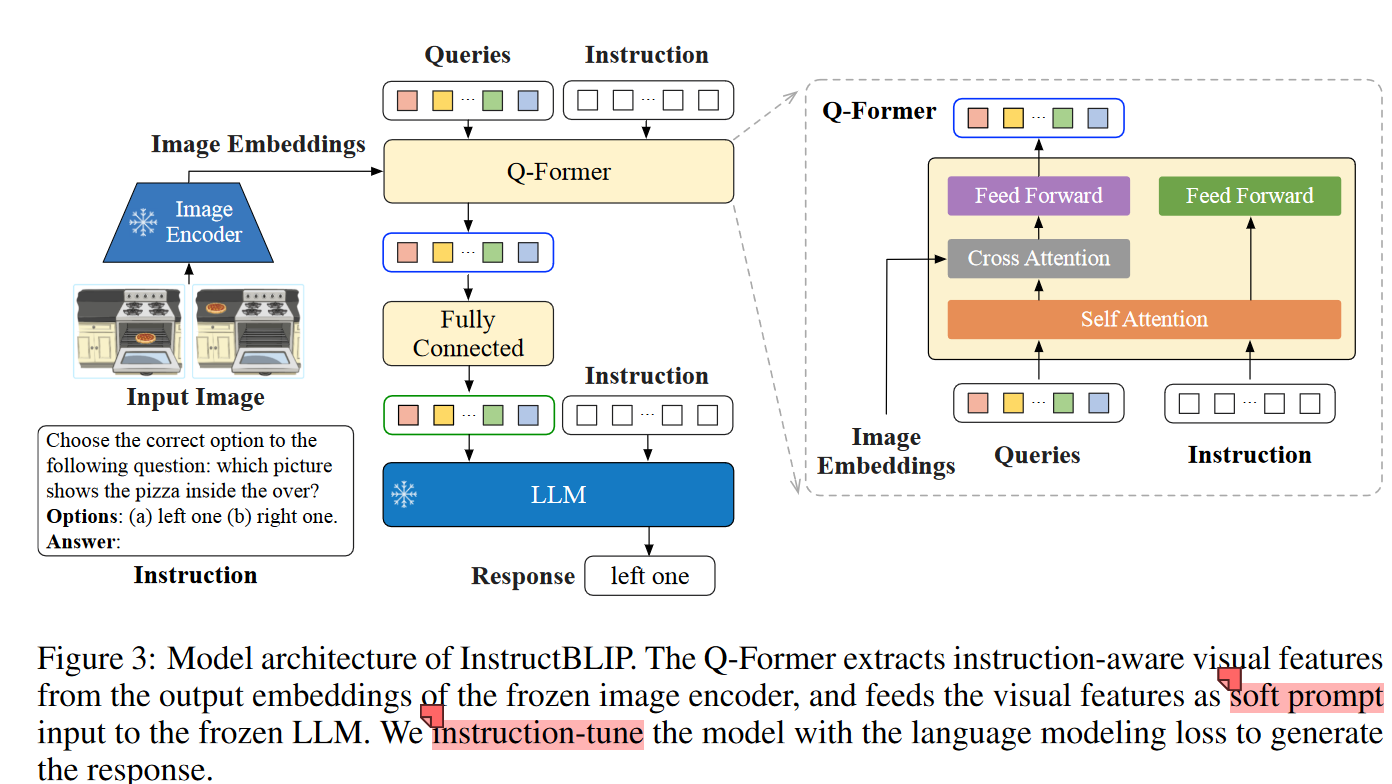 Queries
Instruction
Image Embeddings
Q-Former
Image
Encoder
Input Image
Choose the correct option to the
following question: which picture
shows the pizza inside the over?
Options: (a) left one (b) right one.
Answer:
Instruction
Fully
Connected
Instruction
LLM
Response
left one
Q-Former
Feed Forward
Feed Forward
Cross Attention
Self Attention
Image
Embeddings
Queries
Instruction
Figure 3: Model architecture of InstructBLIP. The Q-Former extracts instruction-aware visual features
from the output embeddings of the frozen image encoder, and feeds the visual features as soft prompt
input to the frozen LLM. We instruction-tune the model with the language modeling loss to generate
the response.